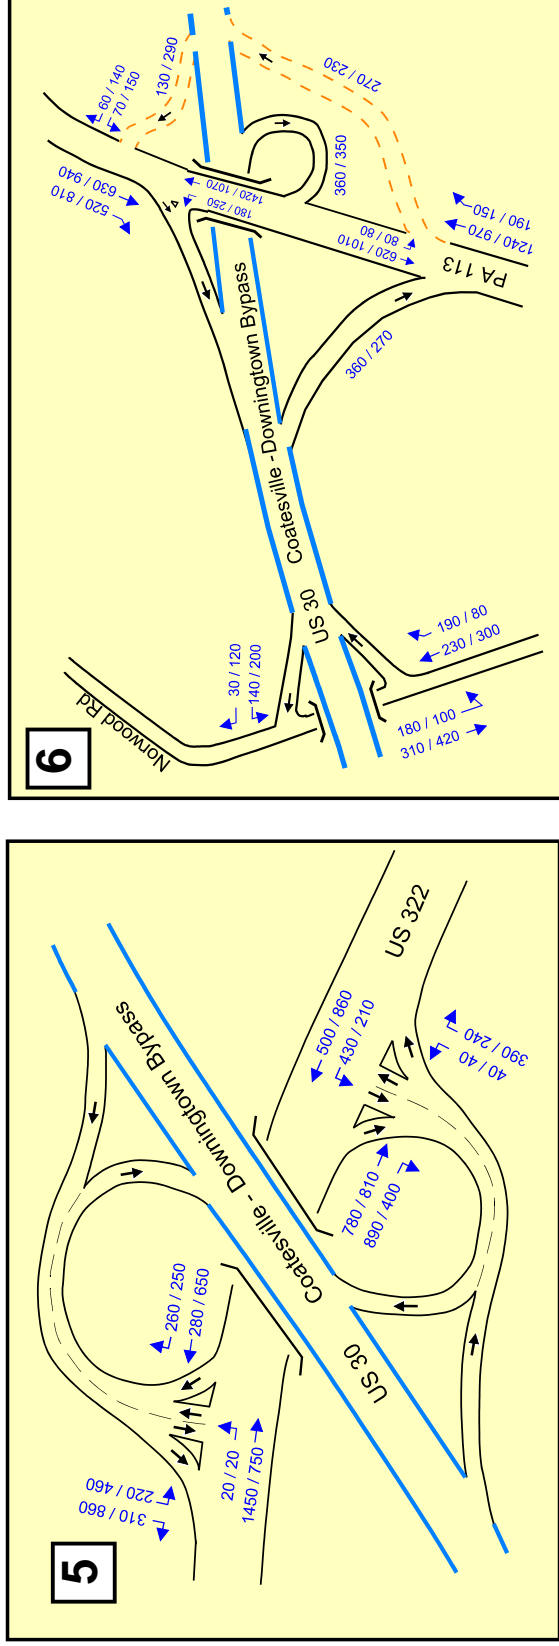 6
60 / 140
70 / 150
130 / 290
270 / 230
630 / 940
520 / 810
1420 / 1070
180 / 250
360 / 350
620 / 1010
80 / 80
190 / 150
1240 / 970
PA 113
360 / 270
US 30 Coatesville - Downingtown Bypass
30 / 120
140 / 200
Norwood Rd
190 / 80
230 / 300
180 / 100
310 / 420
5
US 30 Coatesville - Downingtown Bypass
US 322
500 / 860
430 / 210
390 / 240
40 / 40
780 / 810
890 / 400
260 / 250
280 / 650
20 / 20
1450 / 750
220 / 460
310 / 860